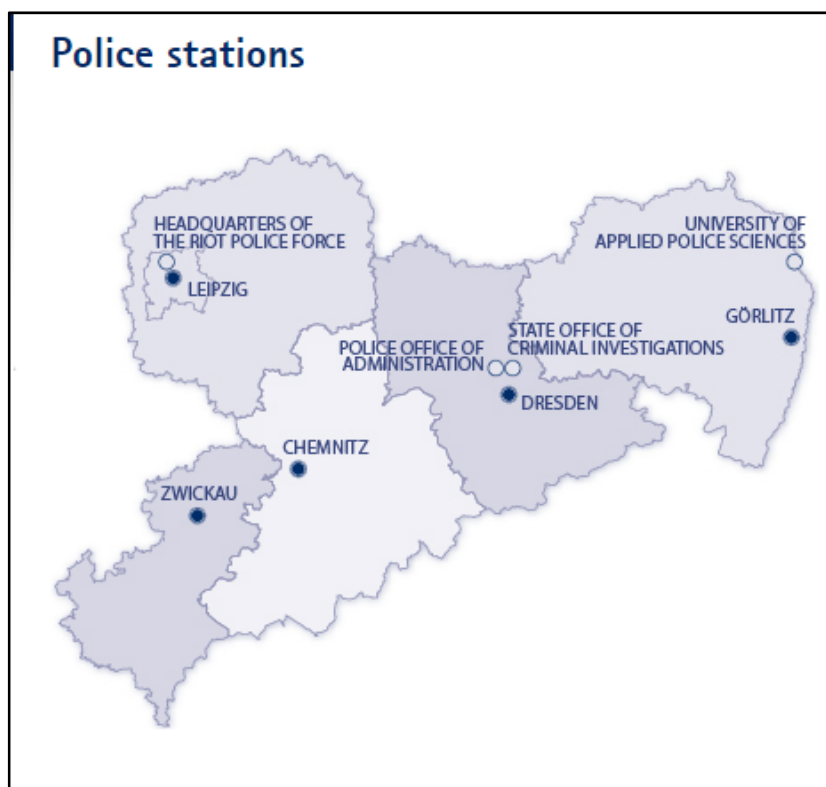 Police stations
HEADQUARTERS OF
THE RIOT POLICE FORCE
LEIPZIG
UNIVERSITY OF
APPLIED POLICE SCIENCES
GÖRLITZ
STATE OFFICE OF
CRIMINAL INVESTIGATIONS
POLICE OFFICE OF
ADMINISTRATION
DRESDEN
CHEMNITZ
ZWICKAU